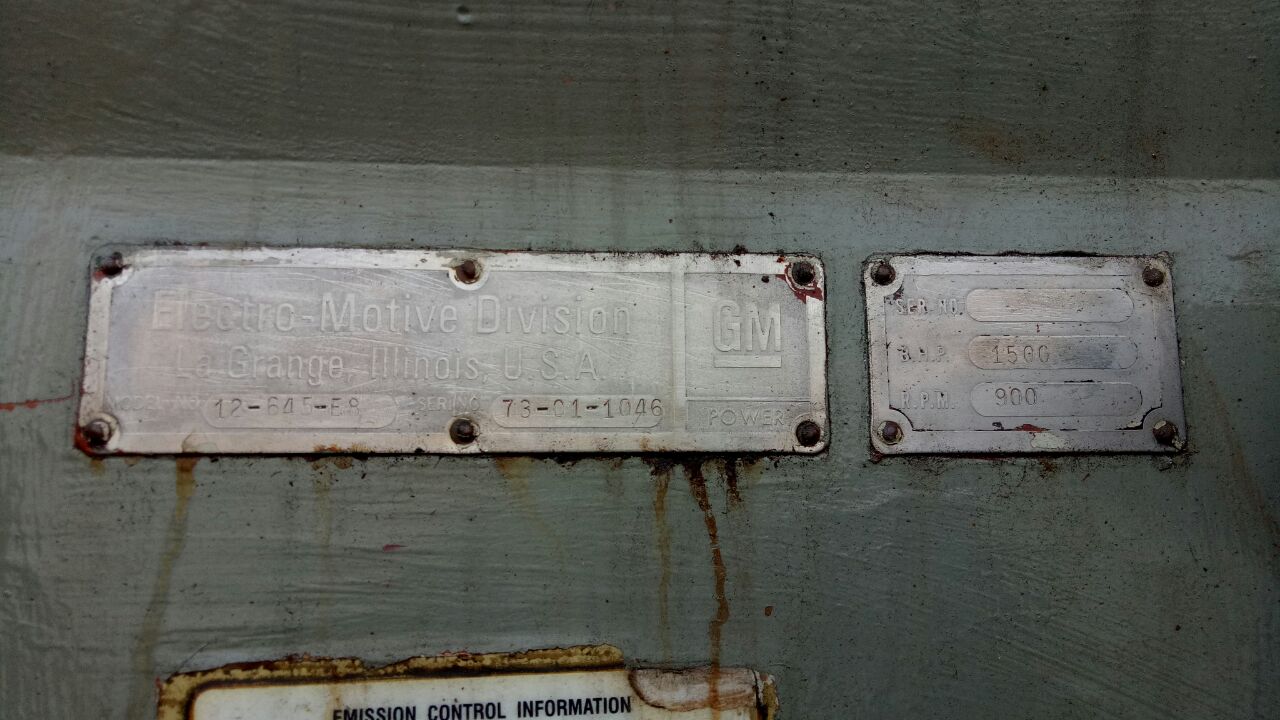 Electro-Motive Division
La Grange, Illinois, U.S.A.
MODEL NO. 12-645-E8 SER. NO. 73-01-1046
GM
POWER
SER. NO.
B.H.P. 1500
R.P.M. 900
EMISSION CONTROL INFORMATION